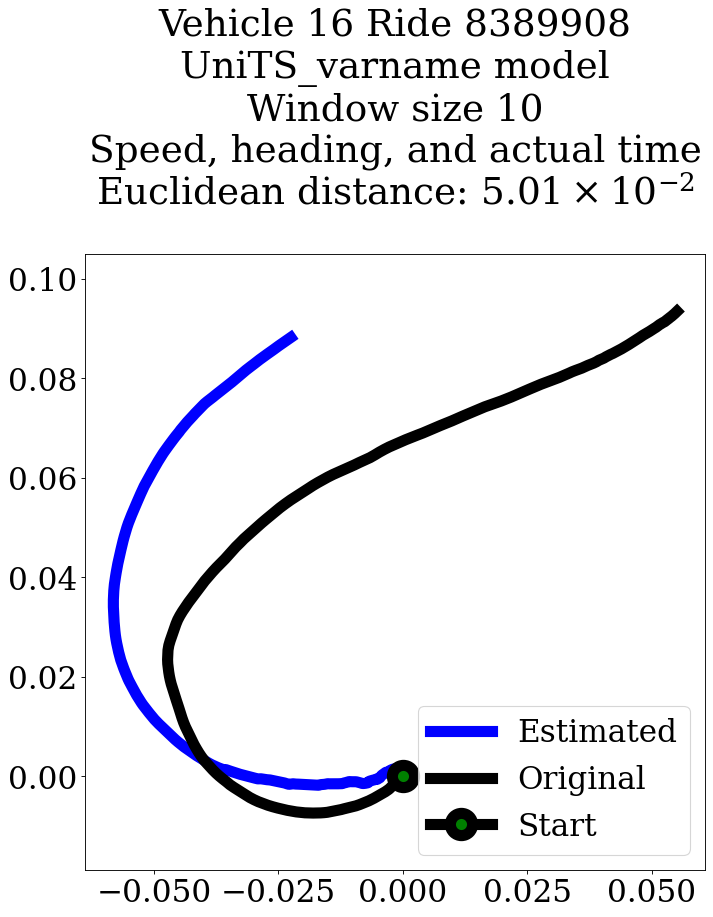 Vehicle 16 Ride 8389908
UniTS_varname model
Window size 10
Speed, heading, and actual time
Euclidean distance: 5.01 × 10⁻²
0.10
0.08
0.06
0.04
0.02
0.00
Estimated
Original
Start
−0.050 −0.025 0.000 0.025 0.050